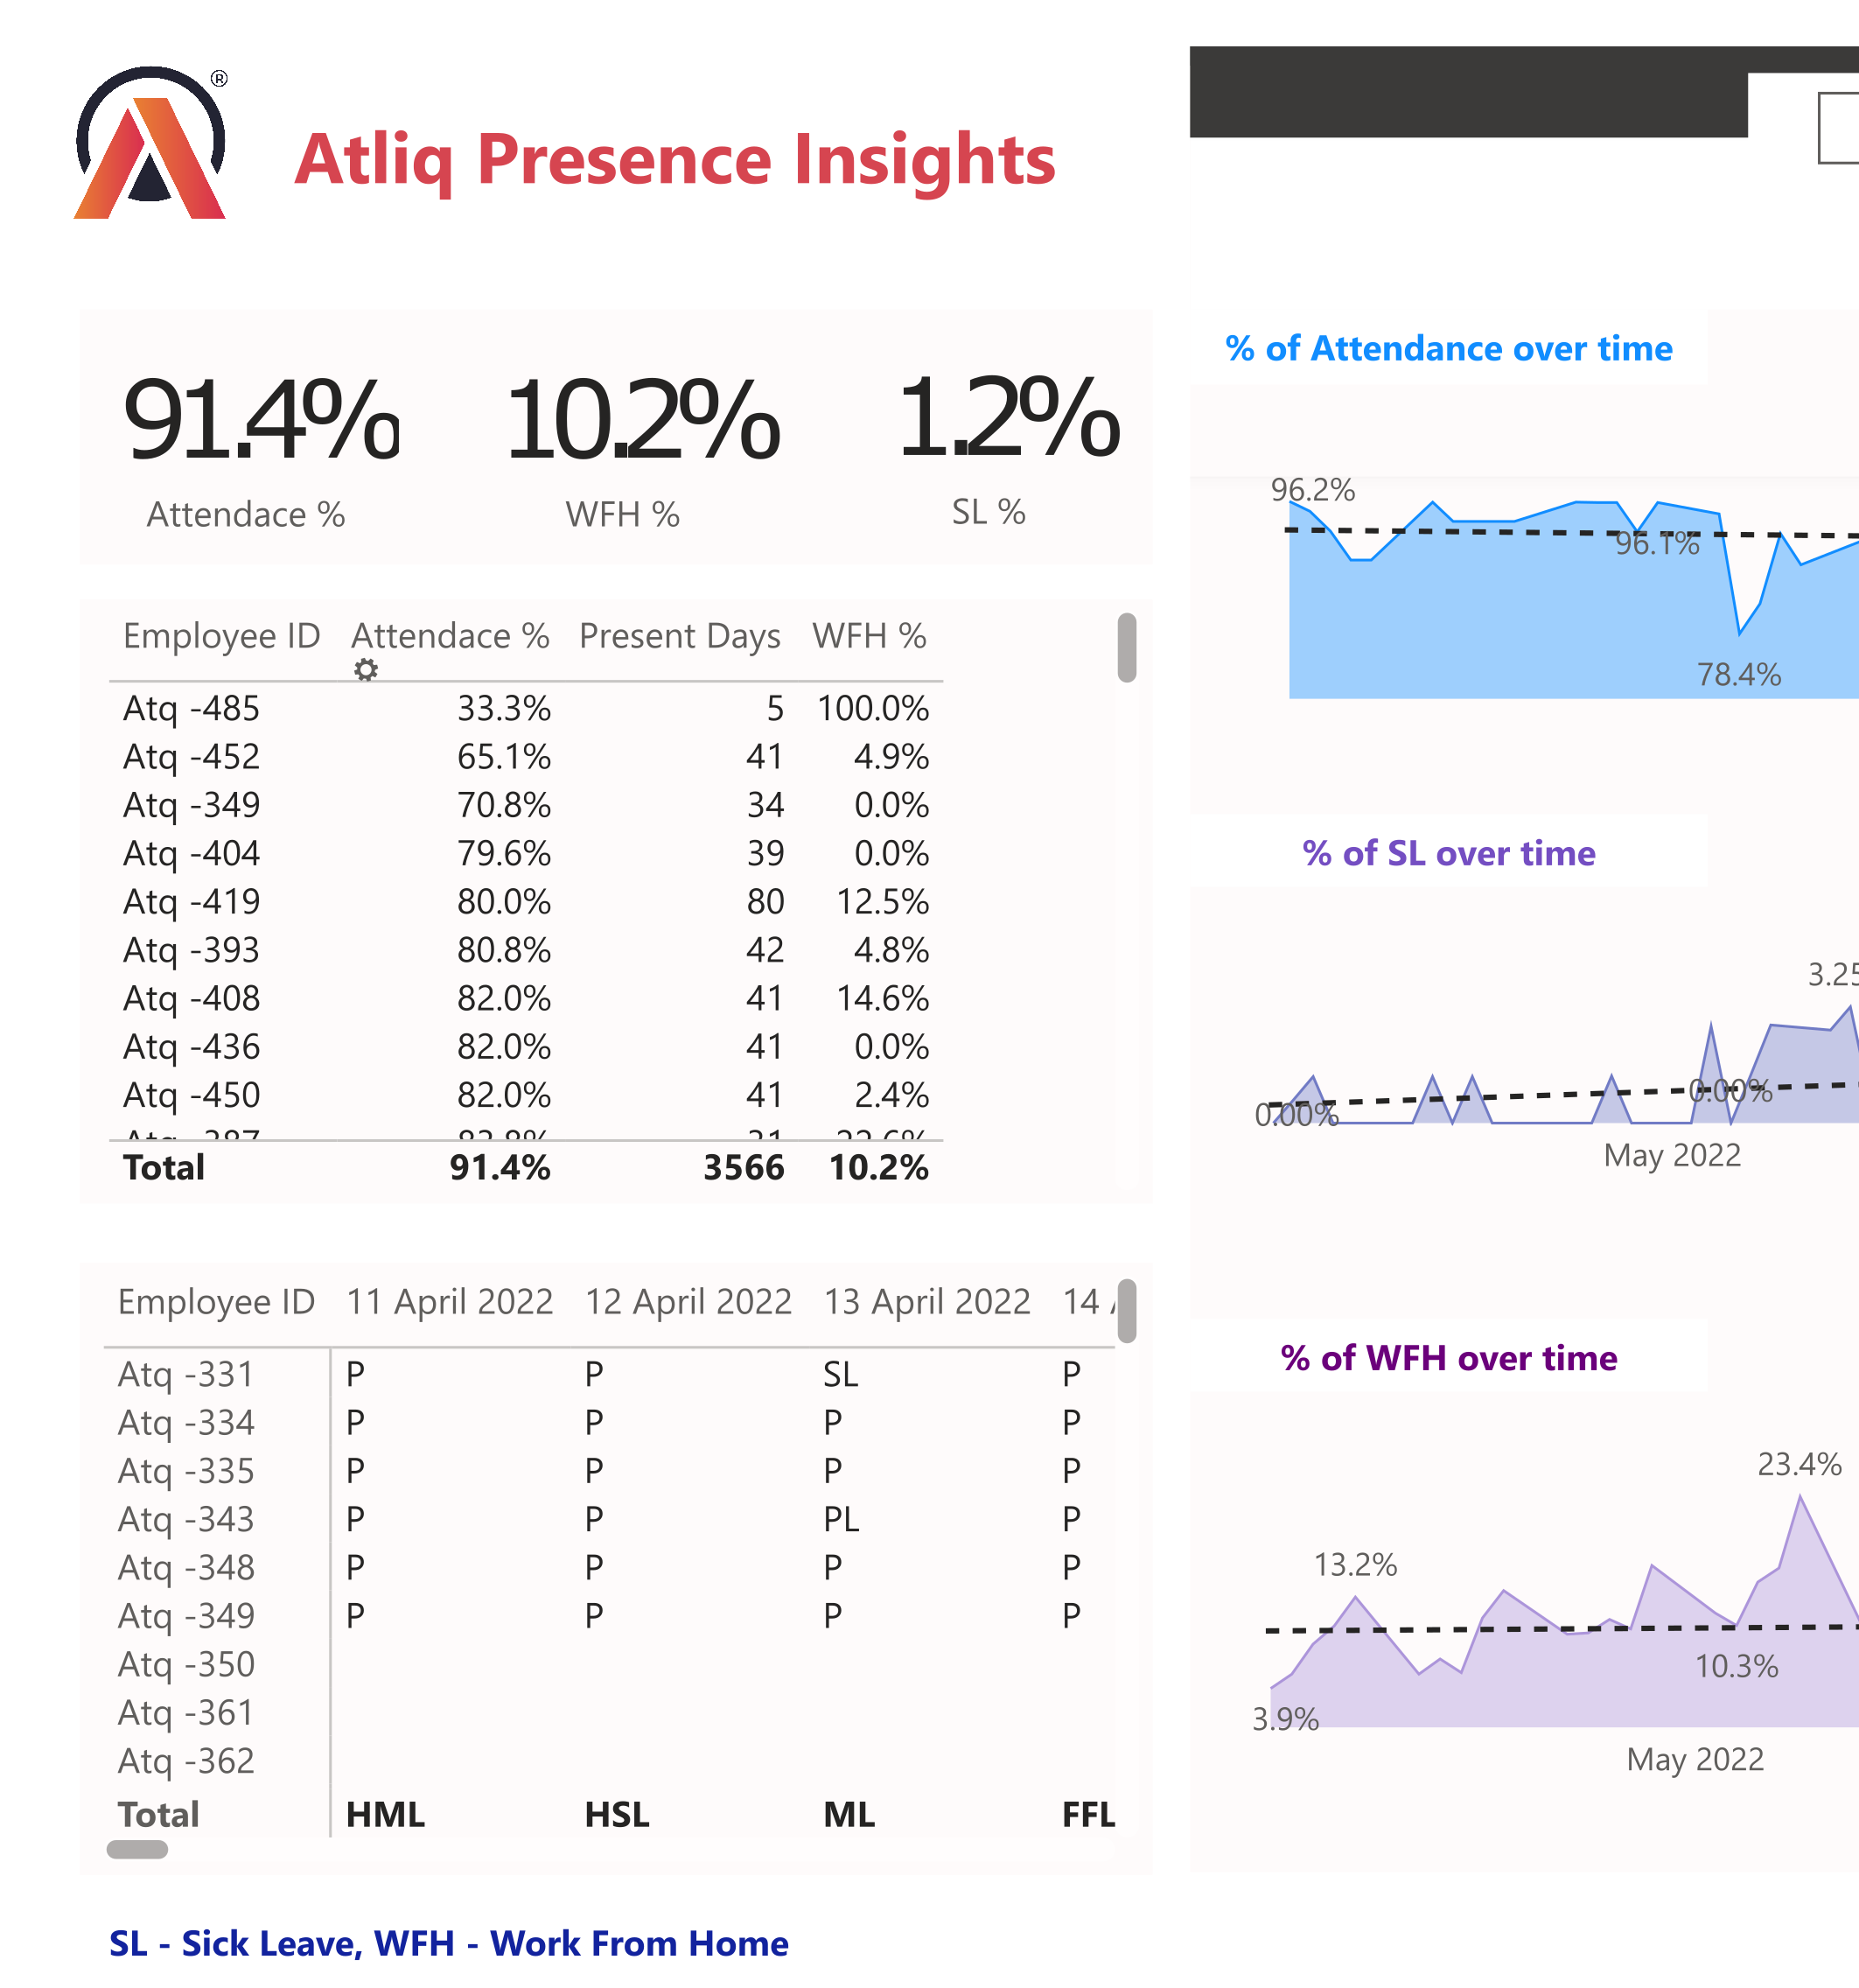 ®
Atliq Presence Insights
91.4% 10.2% 1.2%
Attendace % WFH % SL %
Employee ID Attendace % Present Days WFH %
Atq -485 33.3% 5 100.0%
Atq -452 65.1% 41 4.9%
Atq -349 70.8% 34 0.0%
Atq -404 79.6% 39 0.0%
Atq -419 80.0% 80 12.5%
Atq -393 80.8% 42 4.8%
Atq -408 82.0% 41 14.6%
Atq -436 82.0% 41 0.0%
Atq -450 82.0% 41 2.4%
Total 91.4% 3566 10.2%
Employee ID 11 April 2022 12 April 2022 13 April 2022 14
Atq -331 P P SL P
Atq -334 P P P P
Atq -335 P P P P
Atq -343 P P PL P
Atq -348 P P P P
Atq -349 P P P P
Atq -350
Atq -361
Atq -362
Total HML HSL ML FFL
SL - Sick Leave, WFH - Work From Home
% of Attendance over time
96.2%
96.1%
78.4%
% of SL over time
3.25
0.00%
0.00%
May 2022
% of WFH over time
23.4%
13.2%
10.3%
3.9%
May 2022